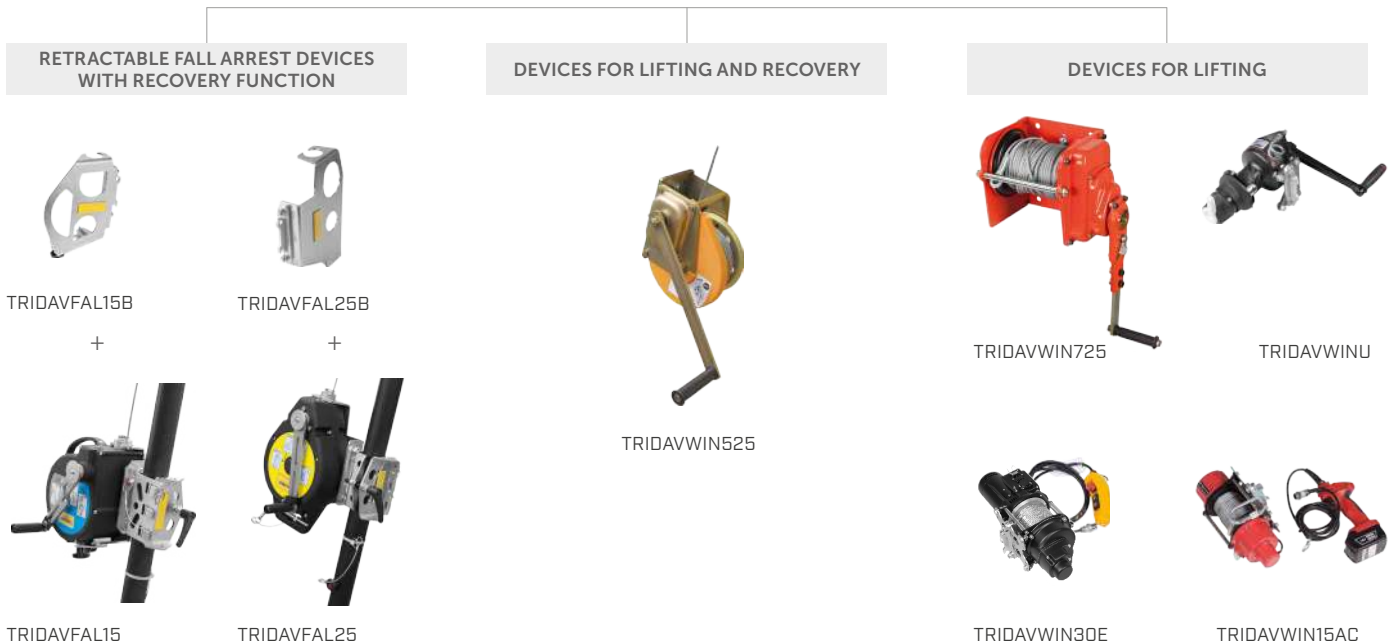 RETRACTABLE FALL ARREST DEVICES
WITH RECOVERY FUNCTION
DEVICES FOR LIFTING AND RECOVERY
DEVICES FOR LIFTING
TRIDAVFAL15B
TRIDAVFAL25B
+
+
TRIDAVWIN725
TRIDAVWINU
TRIDAVWIN525
TRIDAVFAL15
TRIDAVFAL25
TRIDAVWIN30E
TRIDAVWIN15AC